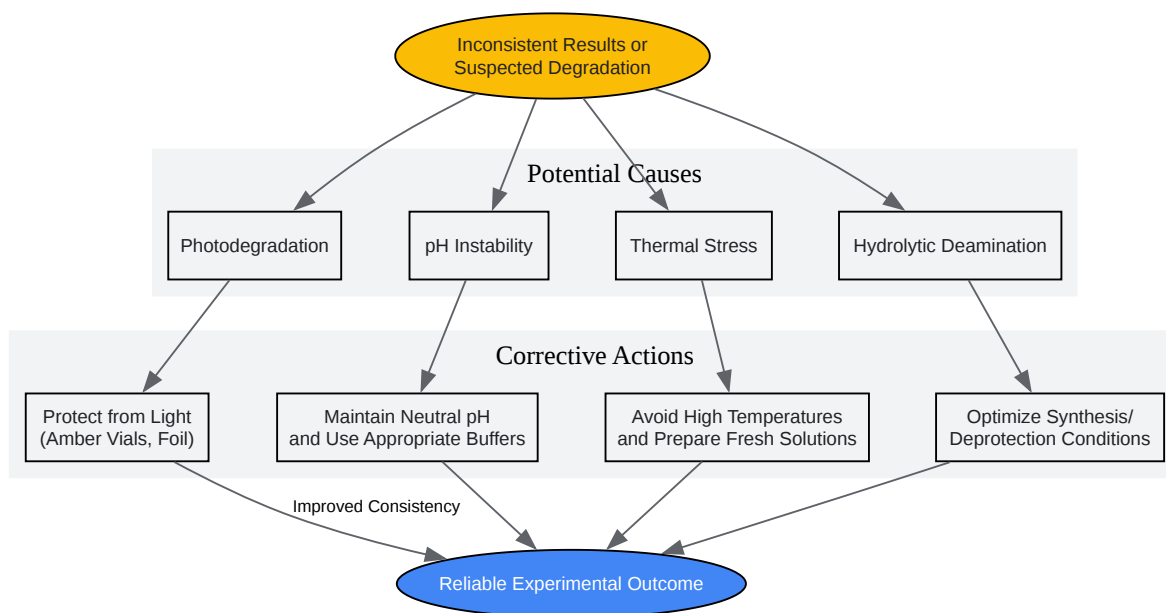 Inconsistent Results or
Suspected Degradation
Potential Causes
Photodegradation
pH Instability
Thermal Stress
Hydrolytic Deamination
Corrective Actions
Protect from Light
(Amber Vials, Foil)
Maintain Neutral pH
and Use Appropriate Buffers
Avoid High Temperatures
and Prepare Fresh Solutions
Optimize Synthesis/
Deprotection Conditions
Improved Consistency
Reliable Experimental Outcome